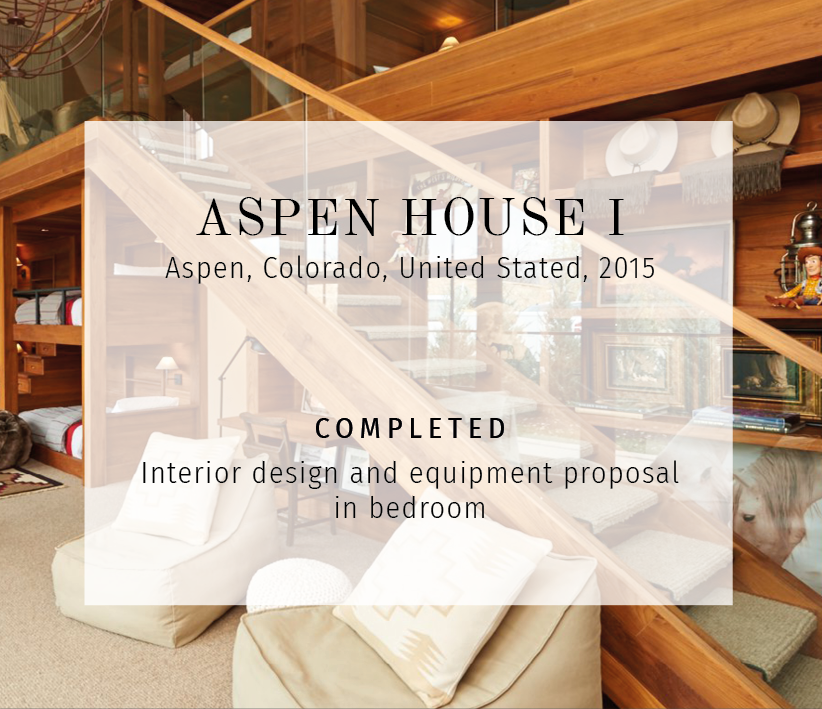 ASPEN HOUSE I
Aspen, Colorado, United Stated, 2015
COMPLETED
Interior design and equipment proposal
in bedroom